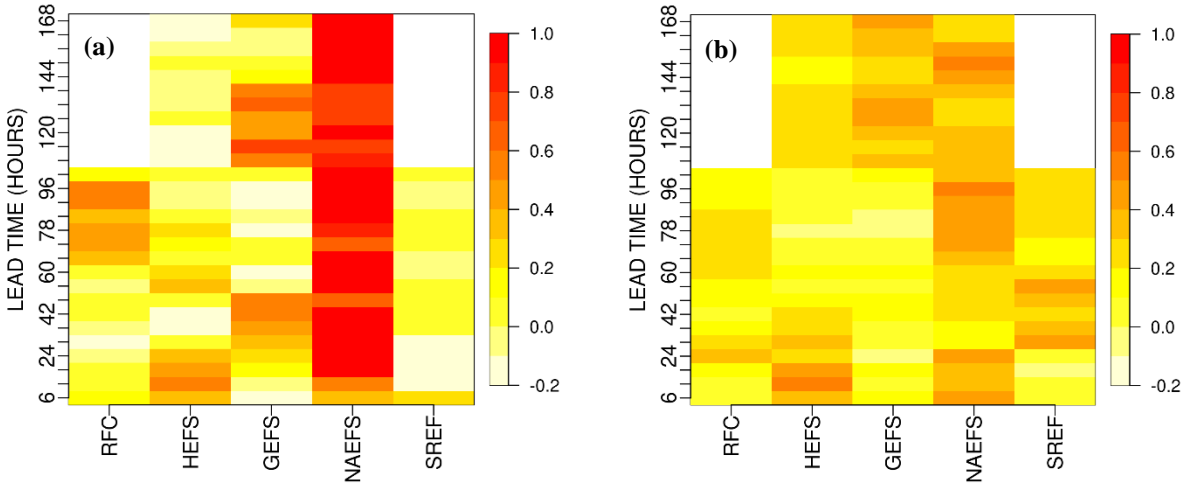 (a)
LEAD TIME (HOURS)
168
144
120
96
78
60
42
24
6
RFC
HEFS
GEFS
NAEFS
SREF
1.0
0.8
0.6
0.4
0.2
0.0
-0.2
(b)
LEAD TIME (HOURS)
168
144
120
96
78
60
42
24
6
RFC
HEFS
GEFS
NAEFS
SREF
1.0
0.8
0.6
0.4
0.2
0.0
-0.2